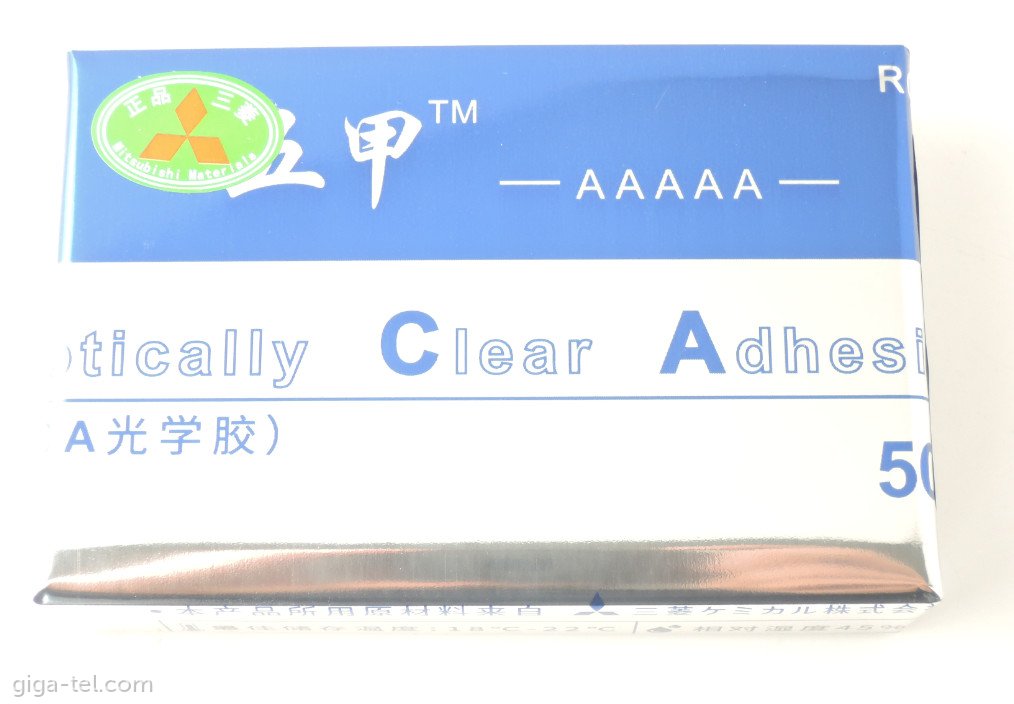 正品 三菱
Mitsubishi Materials
五甲™
R
AAAAA
ptically Clear Adhesi
A光学胶）
50
本产品所用原材料来自 三菱ケミカル株式会
最佳储存温度：18℃-22℃ 相对湿度45%
giga-tel.com